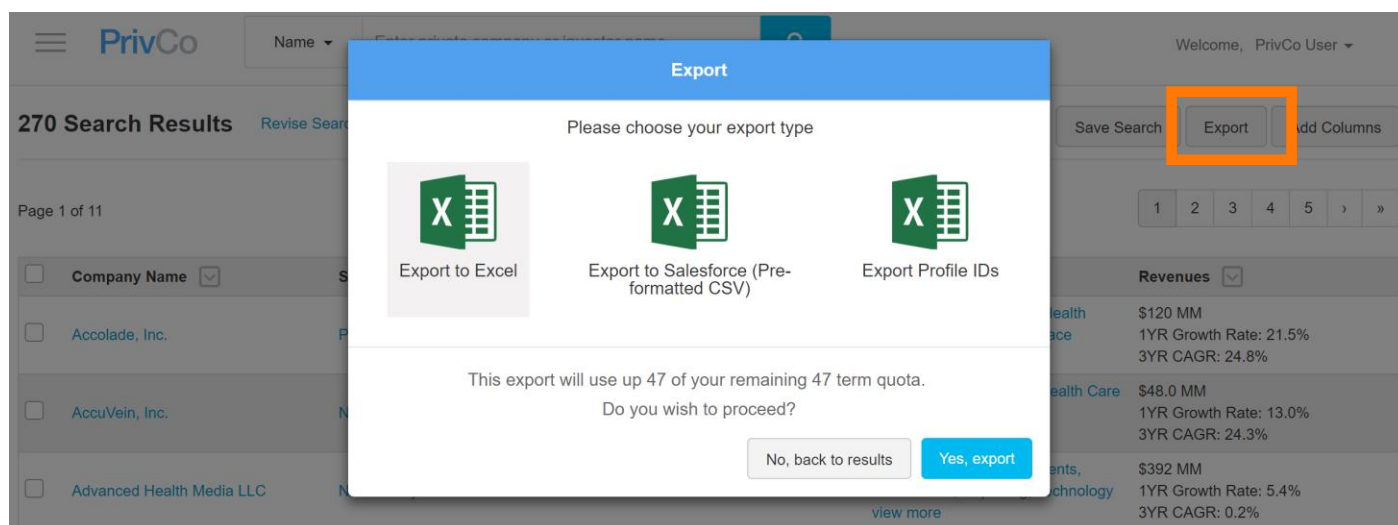 PrivCo
Name
Welcome, PrivCo User
Export
270 Search Results
Revise
Please choose your export type
Save Search
Export
Add Columns
Page 1 of 11
1 2 3 4 5 › »
Export to Excel
Export to Salesforce (Pre-
formatted CSV)
Export Profile IDs
Company Name
Revenues
Accolade, Inc.
$120 MM
1YR Growth Rate: 21.5%
3YR CAGR: 24.8%
This export will use up 47 of your remaining 47 term quota.
Do you wish to proceed?
AccuVein, Inc.
Care
$48.0 MM
1YR Growth Rate: 13.0%
3YR CAGR: 24.3%
No, back to results
Yes, export
Advanced Health Media LLC
view more
$392 MM
1YR Growth Rate: 5.4%
3YR CAGR: 0.2%